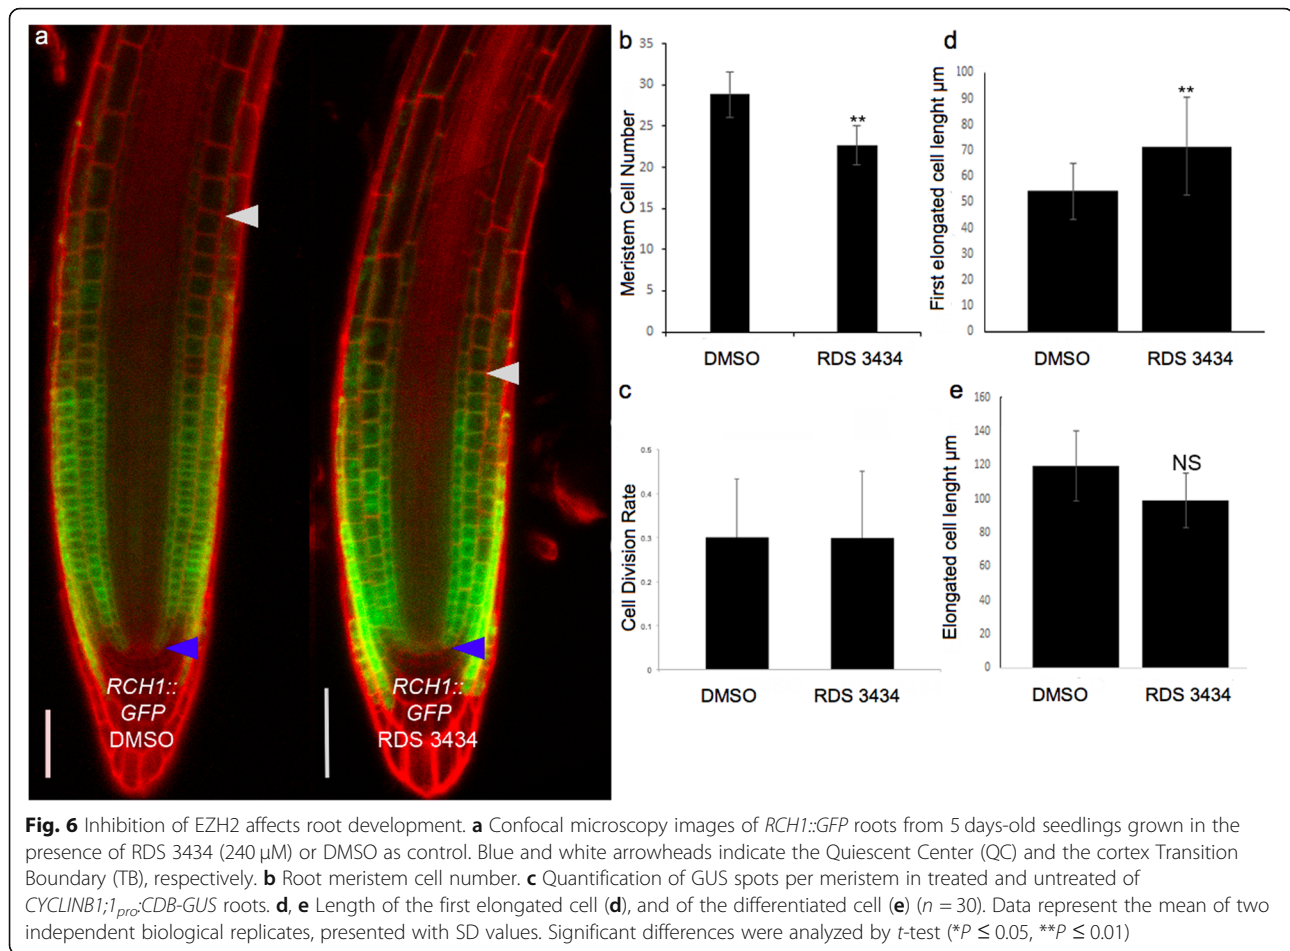 a
RCH1::
GFP
DMSO
RCH1::
GFP
RDS 3434
b
Meristem Cell Number
35
30
25
20
15
10
5
0
**
DMSO
RDS 3434
d
First elongated cell lenght µm
100
90
80
70
60
50
40
30
20
10
0
**
DMSO
RDS 3434
c
Cell Division Rate
0.5
0.4
0.3
0.2
0.1
0
DMSO
RDS 3434
e
Elongated cell lenght µm
160
140
120
100
80
60
40
20
0
NS
DMSO
RDS 3434
Fig. 6 Inhibition of EZH2 affects root development. a Confocal microscopy images of RCH1::GFP roots from 5 days-old seedlings grown in the
presence of RDS 3434 (240 µM) or DMSO as control. Blue and white arrowheads indicate the Quiescent Center (QC) and the cortex Transition
Boundary (TB), respectively. b Root meristem cell number. c Quantification of GUS spots per meristem in treated and untreated of
CYCLINB1;1pro:CDB-GUS roots. d, e Length of the first elongated cell (d), and of the differentiated cell (e) (n = 30). Data represent the mean of two
independent biological replicates, presented with SD values. Significant differences were analyzed by t-test (*P ≤ 0.05, **P ≤ 0.01)